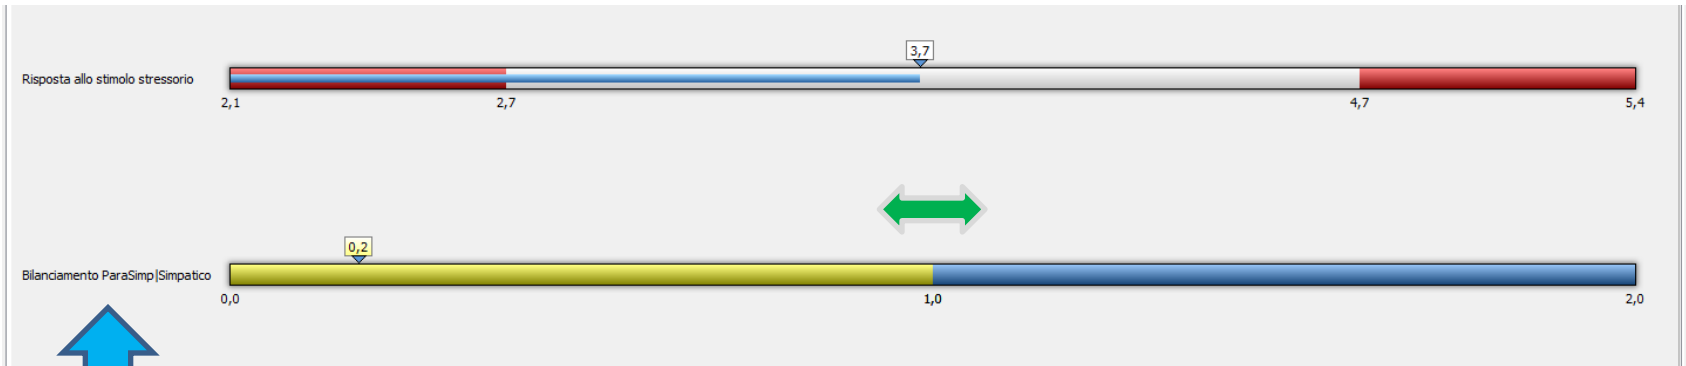 3,7
Risposta allo stimolo stressorio
2,1 2,7 4,7 5,4
0,2
Bilanciamento ParaSimp|Simpatico
0,0 1,0 2,0